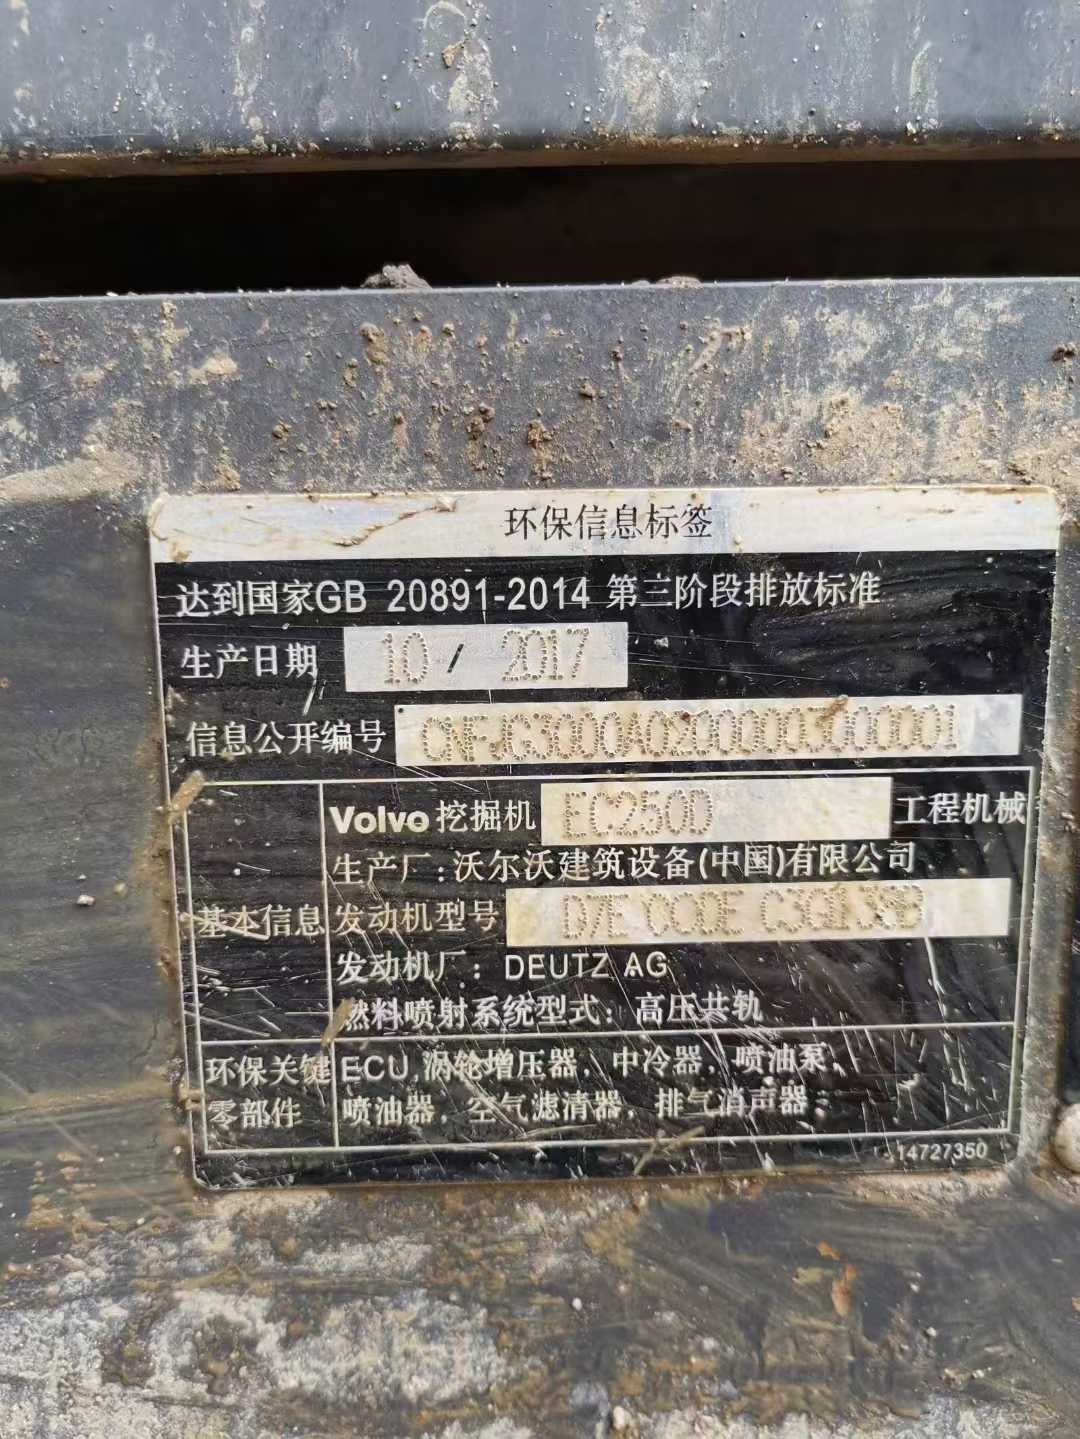 环保信息标签
达到国家GB 20891-2014 第三阶段排放标准
生产日期 10 / 2017
信息公开编号
Volvo 挖掘机 EC250D 工程机械
生产厂：沃尔沃建筑设备(中国)有限公司
基本信息 发动机型号 D7E CODE
发动机厂：DEUTZ AG
燃料喷射系统型式：高压共轨
环保关键 ECU, 涡轮增压器, 中冷器, 喷油泵,
零部件 喷油器, 空气滤清器, 排气消声器
14727350